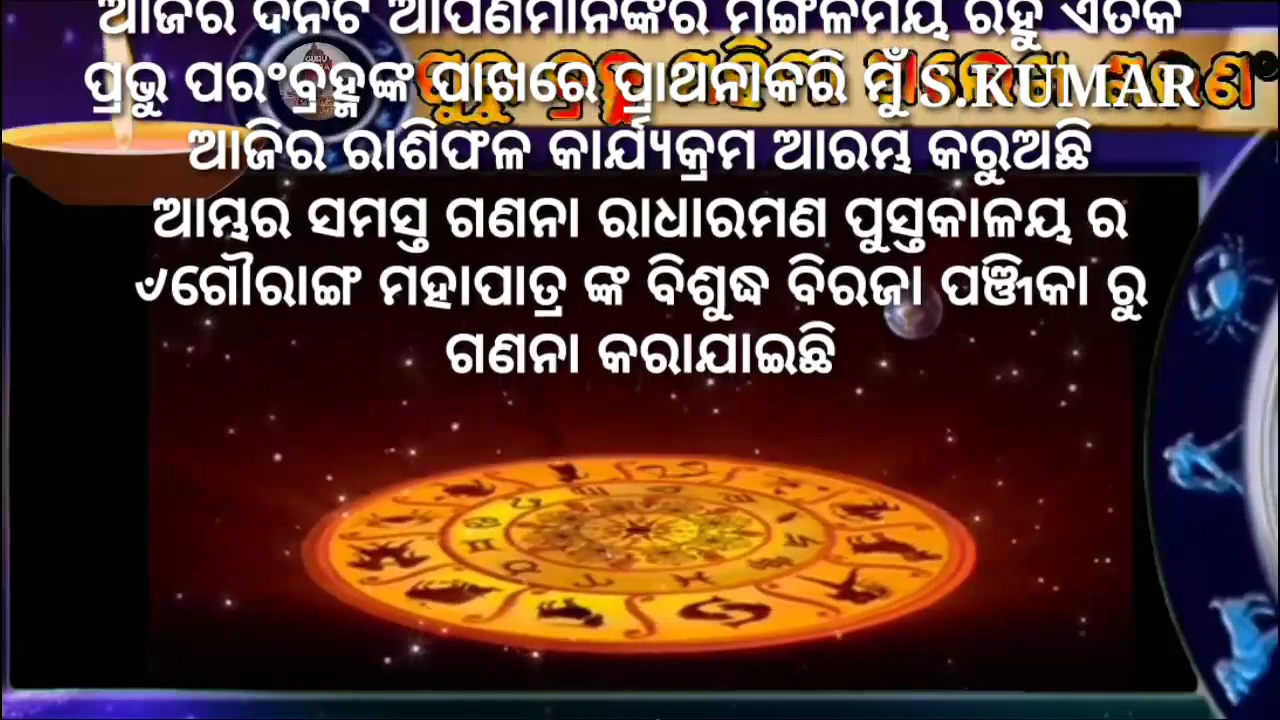 ଆଜିର ଦିନଟି ଆପଣମାନଙ୍କର ମଙ୍ଗଳମୟ ରହୁ ଏତିକି
ପ୍ରଭୁ ପରଂବ୍ରହ୍ମଙ୍କ ପାଖରେ ପ୍ରାଥନାକରି ମୁଁ S.KUMAR
ଆଜିର ରାଶିଫଳ କାର୍ଯ୍ୟକ୍ରମ ଆରମ୍ଭ କରୁଅଛି
ଆମ୍ଭର ସମସ୍ତ ଗଣନା ରାଧାରମଣ ପୁସ୍ତକାଳୟ ର
ଏଗୌରାଙ୍ଗ ମହାପାତ୍ର ଙ୍କ ବିଶୁଦ୍ଧ ବିରଜା ପଞ୍ଜିକା ରୁ
ଗଣନା କରାଯାଇଛି